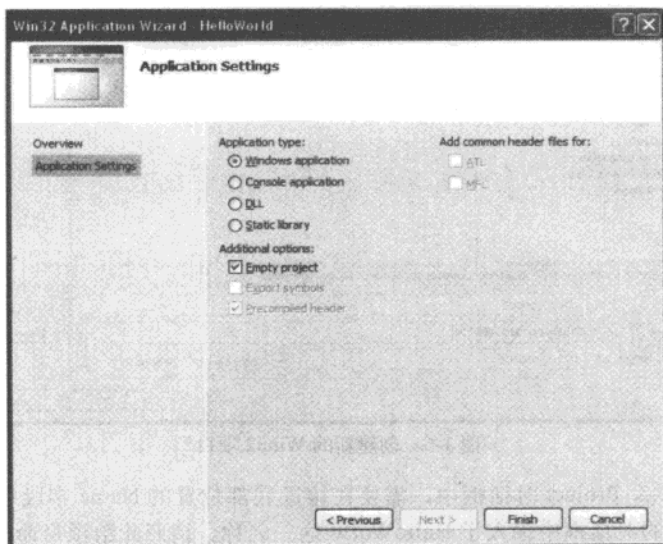 Win32 Application Wizard - HelloWorld
Application Settings
Overview
Application Settings
Application type:
Windows application
Console application
DLL
Static library
Additional options:
Empty project
Export symbols
Precompiled header
Add common header files for:
ATL
MFC
< Previous
Next >
Finish
Cancel